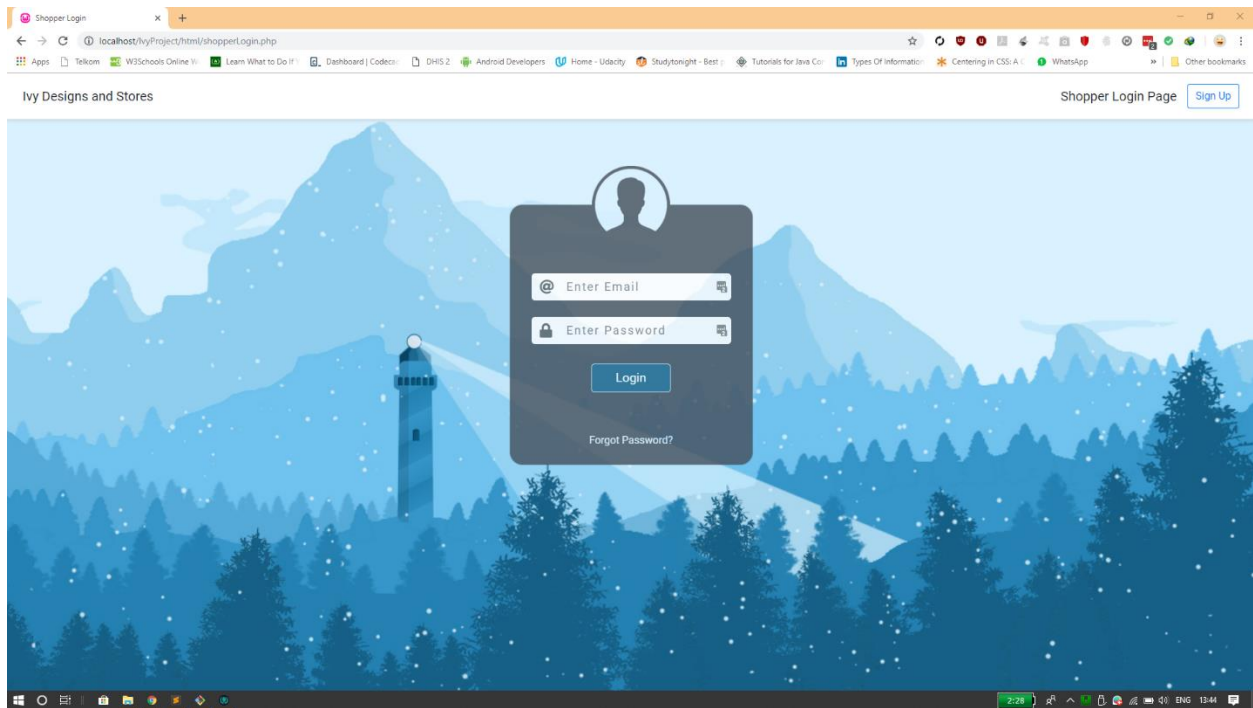 Shopper Login
localhost/IvyProject/html/shopperLogin.php
Apps Telkom W3Schools Online W Learn What to Do If Dashboard | Codec DHIS 2 Android Developers Home - Udacity Studytonight - Best Tutorials for Java Co Types Of Information Centering in CSS: A C WhatsApp Other bookmarks
Ivy Designs and Stores Shopper Login Page Sign Up
Enter Email
Enter Password
Login
Forgot Password?
2:28 ENG 13:44